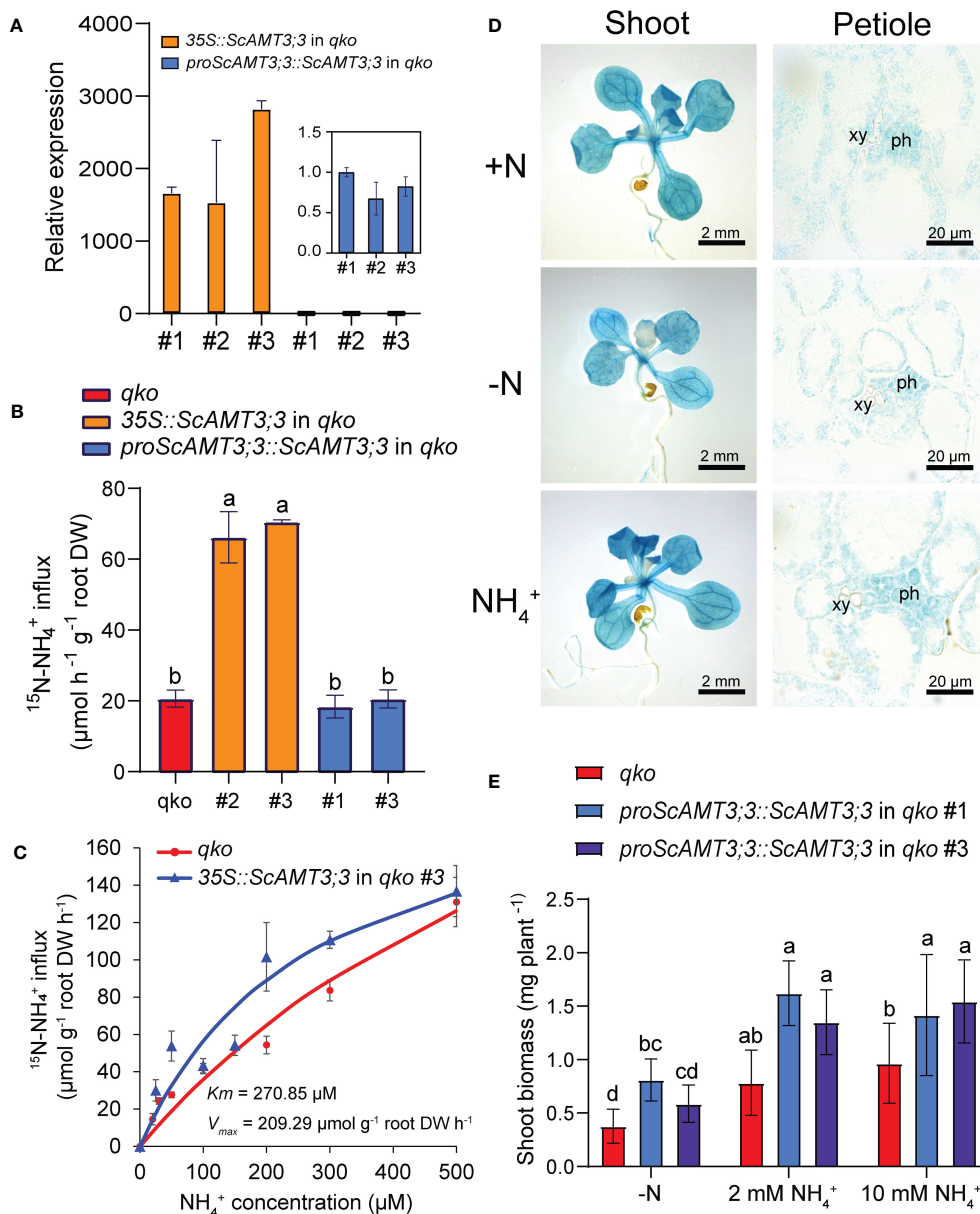 A
4000
3000
2000
1000
0
Relative expression
35S::ScAMT3;3 in qko
proScAMT3;3::ScAMT3;3 in qko
1.5
1.0
0.5
0.0
#1 #2 #3
#1 #2 #3 #1 #2 #3
B
qko
35S::ScAMT3;3 in qko
proScAMT3;3::ScAMT3;3 in qko
80
60
40
20
0
¹⁵N-NH₄⁺ influx
(µmol h⁻¹ g⁻¹ root DW)
b a a b b
qko #2 #3 #1 #3
C
qko
35S::ScAMT3;3 in qko #3
160
140
120
100
80
60
40
20
0
¹⁵N-NH₄⁺ influx
(µmol g⁻¹ root DW h⁻¹)
Km = 270.85 µM
Vmax = 209.29 µmol g⁻¹ root DW h⁻¹
0 100 200 300 500
NH₄⁺ concentration (µM)
D
Shoot Petiole
+N
2 mm
xy ph
20 µm
-N
2 mm
xy ph
20 µm
NH₄⁺
2 mm
xy ph
20 µm
E
qko
proScAMT3;3::ScAMT3;3 in qko #1
proScAMT3;3::ScAMT3;3 in qko #3
2.5
2.0
1.5
1.0
0.5
0.0
Shoot biomass (mg plant⁻¹)
d bc cd ab a a b a a
-N 2 mM NH₄⁺ 10 mM NH₄⁺